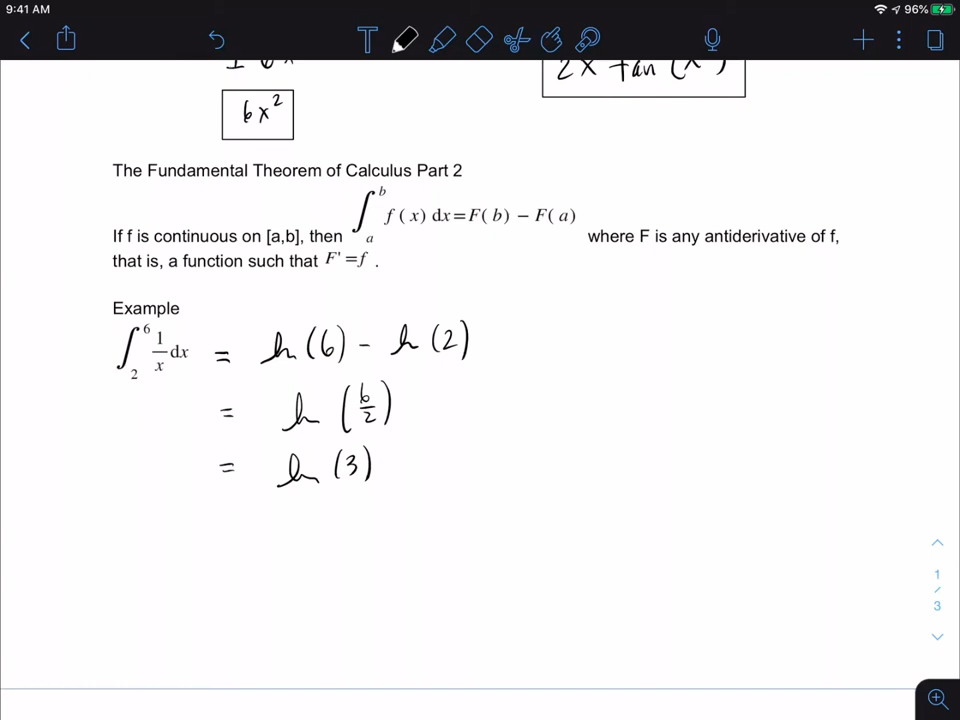 9:41 AM 96%
6x²
2x tan (x )
The Fundamental Theorem of Calculus Part 2
If f is continuous on [a,b], then ∫ₐᵇ f(x) dx = F(b) − F(a) where F is any antiderivative of f,
that is, a function such that F' = f .
Example
∫₂⁶ 1/x dx = ln(6) - ln(2)
= ln(6/2)
= ln(3)
1
/
3